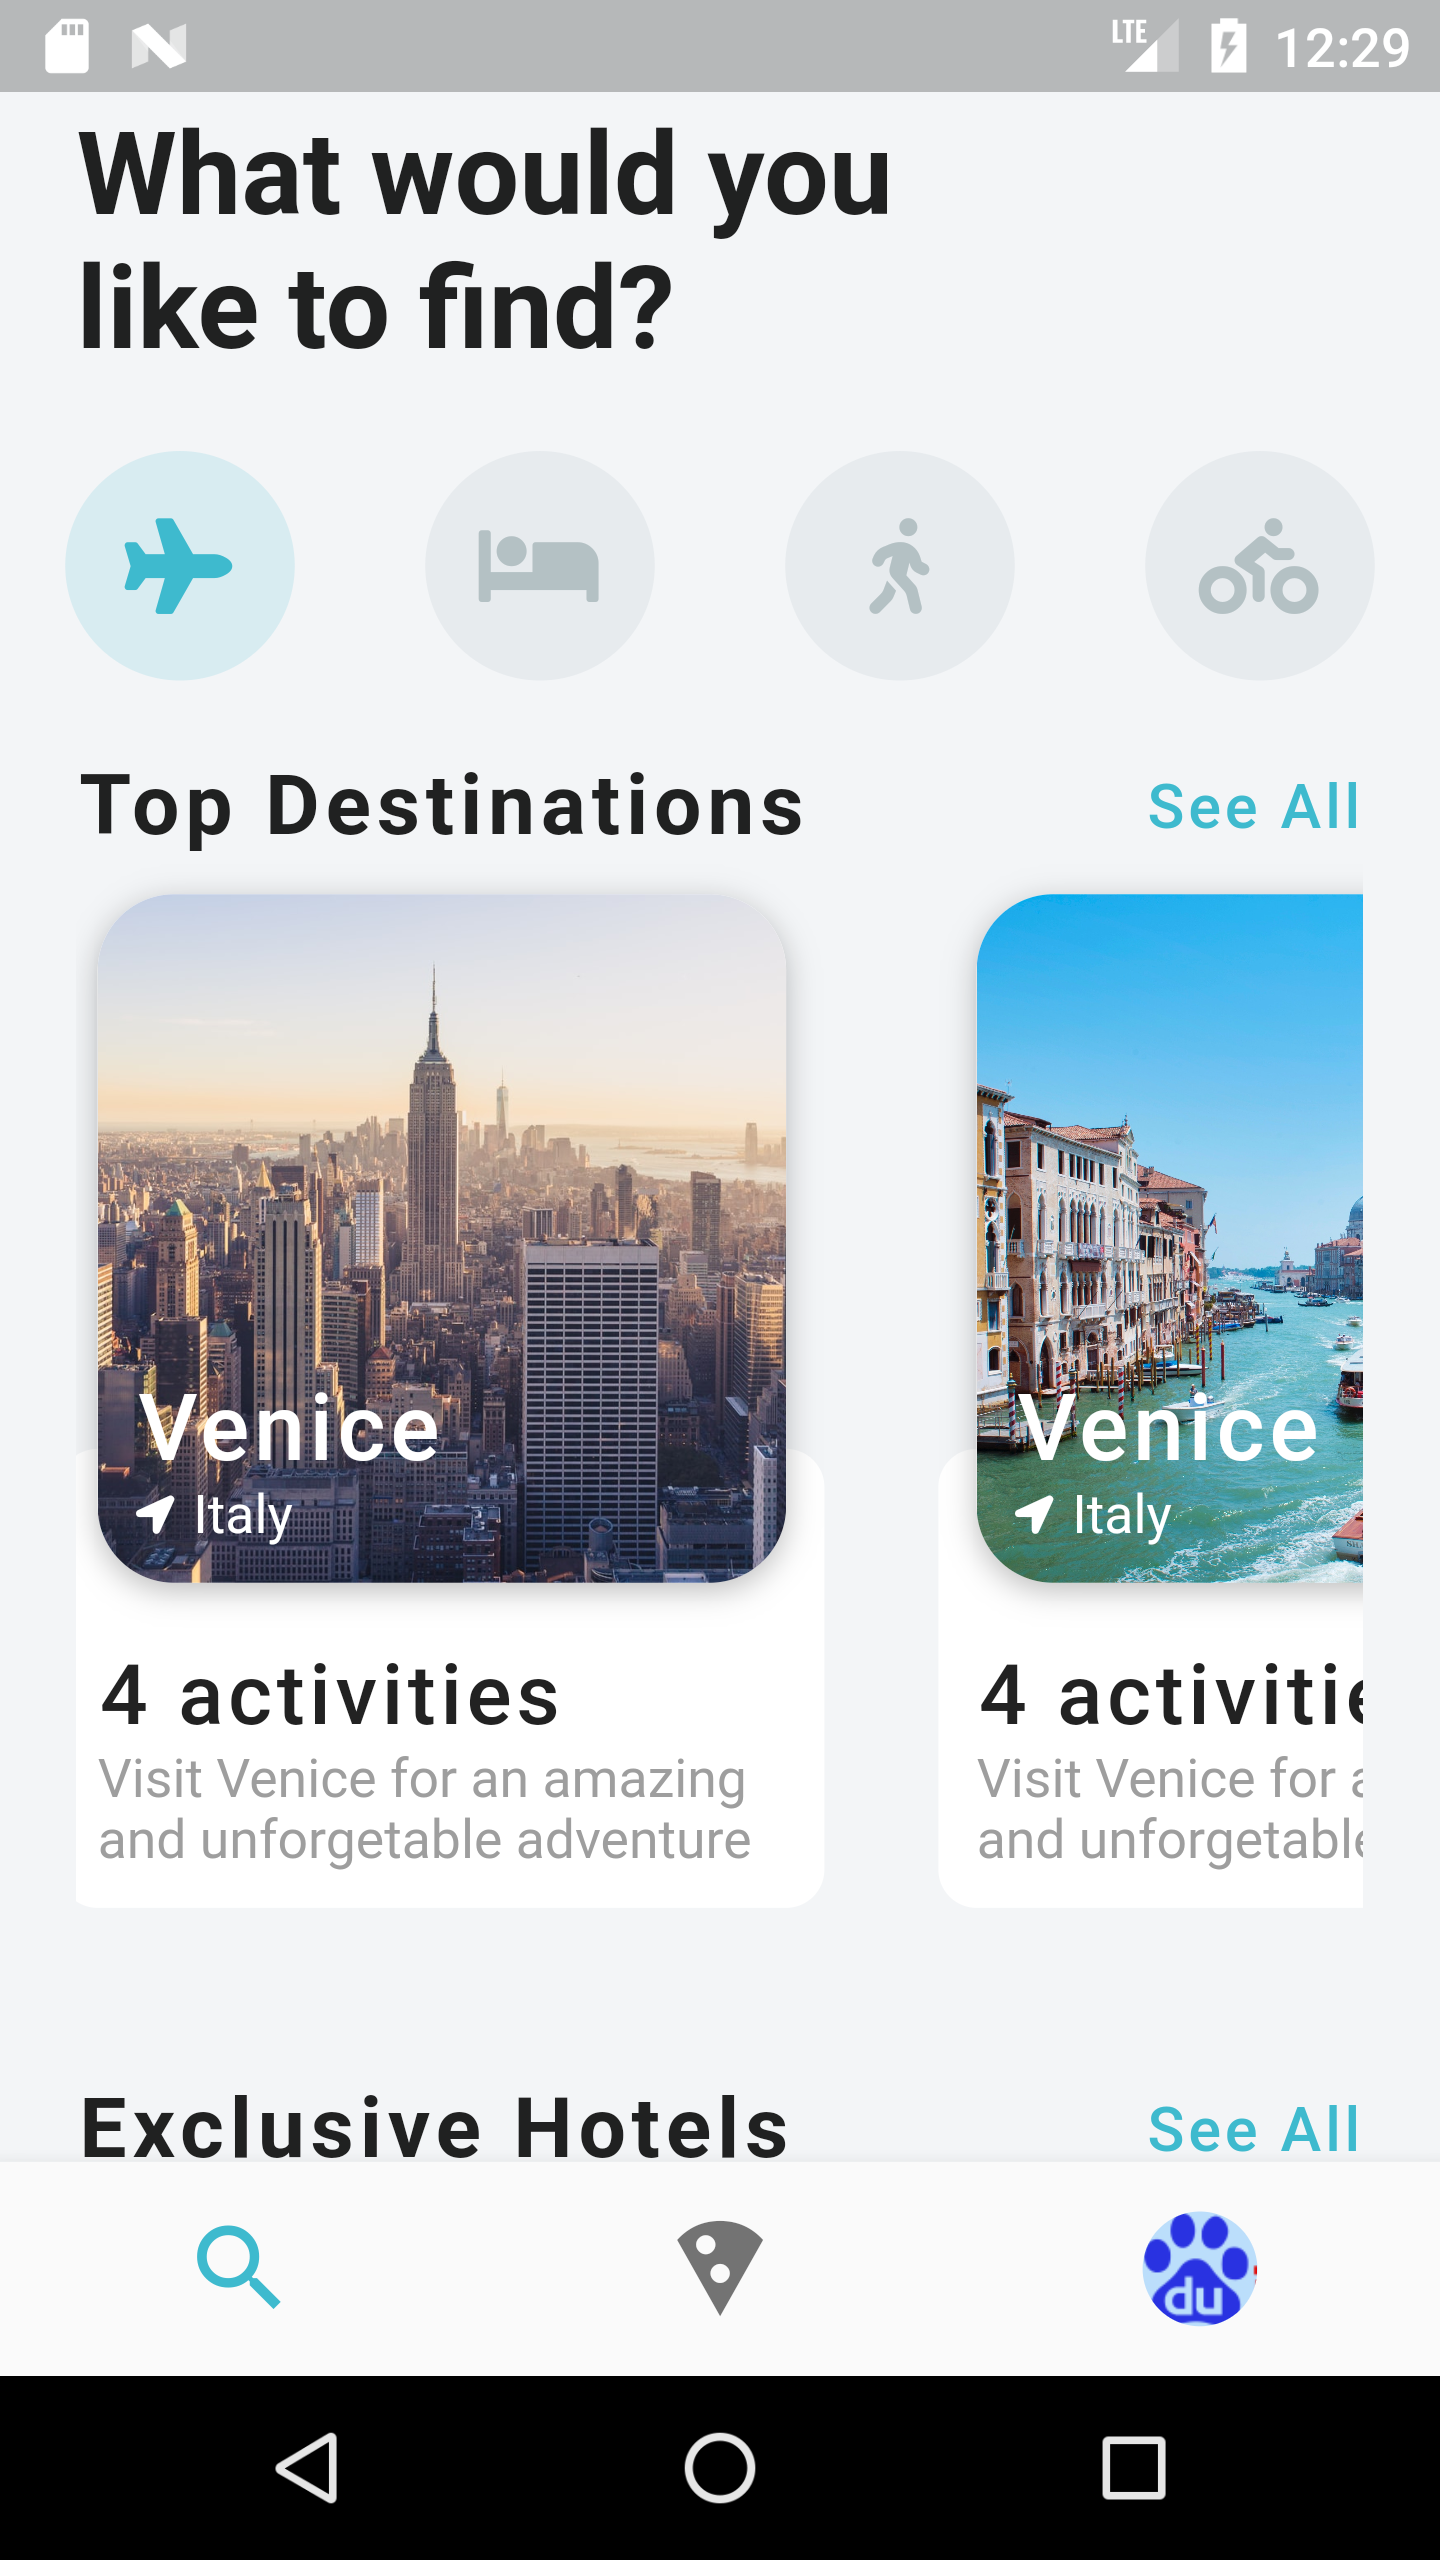 LTE 12:29
What would you
like to find?
Top Destinations See All
Venice
Italy
4 activities
Visit Venice for an amazing
and unforgetable adventure
Venice
Italy
4 activitie
Visit Venice for a
and unforgetable
Exclusive Hotels See All
du